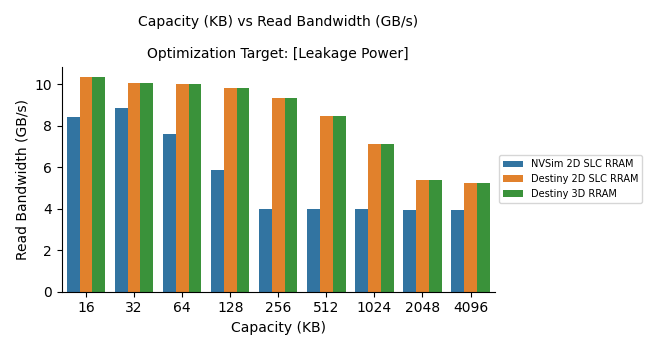 Capacity (KB) vs Read Bandwidth (GB/s)
Optimization Target: [Leakage Power]
Read Bandwidth (GB/s)
10
8
6
4
2
0
16 32 64 128 256 512 1024 2048 4096
Capacity (KB)
NVSim 2D SLC RRAM
Destiny 2D SLC RRAM
Destiny 3D RRAM